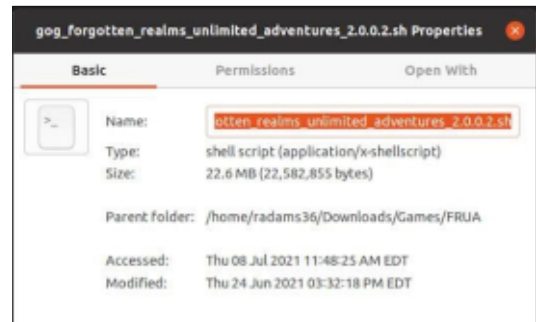 gog_forgotten_realms_unlimited_adventures_2.0.0.2.sh Properties
Basic Permissions Open With
>_
Name: otten_realms_unlimited_adventures_2.0.0.2.sh
Type: shell script (application/x-shellscript)
Size: 22.6 MB (22,582,855 bytes)
Parent folder: /home/radams36/Downloads/Games/FRUA
Accessed: Thu 08 Jul 2021 11:48:25 AM EDT
Modified: Thu 24 Jun 2021 03:32:18 PM EDT